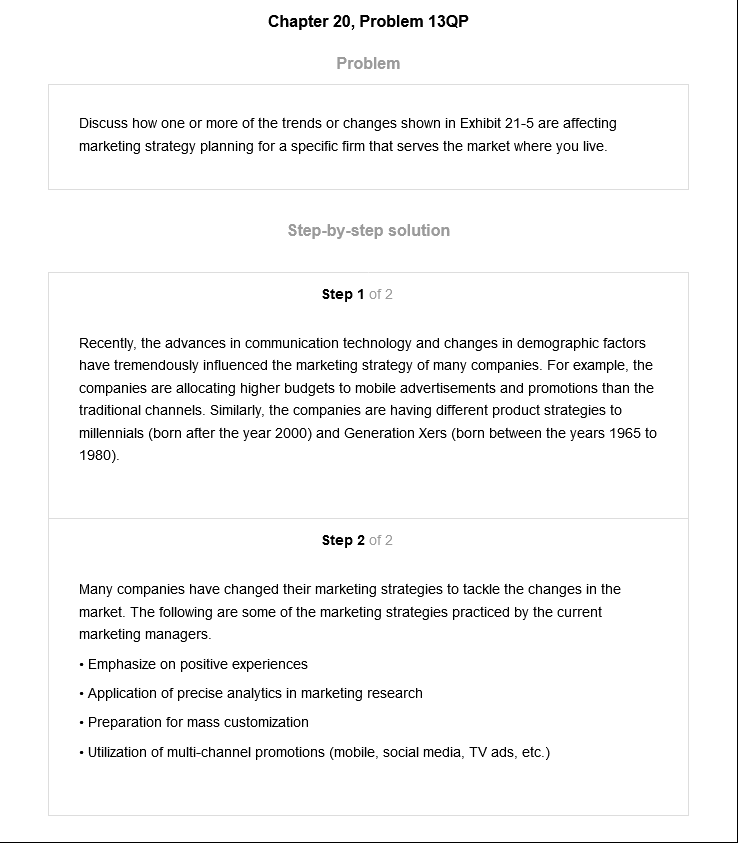 Chapter 20, Problem 13QP
Problem
Discuss how one or more of the trends or changes shown in Exhibit 21-5 are affecting
marketing strategy planning for a specific firm that serves the market where you live.
Step-by-step solution
Step 1 of 2
Recently, the advances in communication technology and changes in demographic factors
have tremendously influenced the marketing strategy of many companies. For example, the
companies are allocating higher budgets to mobile advertisements and promotions than the
traditional channels. Similarly, the companies are having different product strategies to
millennials (born after the year 2000) and Generation Xers (born between the years 1965 to
1980).
Step 2 of 2
Many companies have changed their marketing strategies to tackle the changes in the
market. The following are some of the marketing strategies practiced by the current
marketing managers.
• Emphasize on positive experiences
• Application of precise analytics in marketing research
• Preparation for mass customization
• Utilization of multi-channel promotions (mobile, social media, TV ads, etc.)